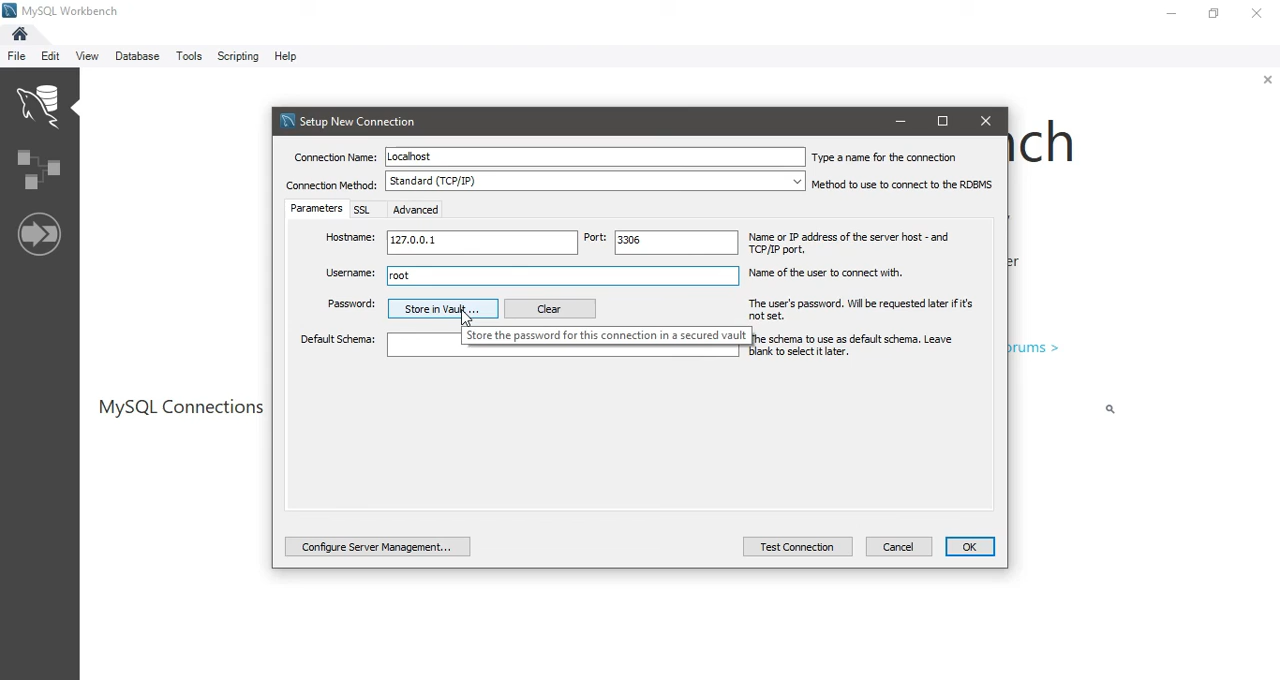 MySQL Workbench
File Edit View Database Tools Scripting Help
ch
Setup New Connection
Connection Name: Localhost Type a name for the connection
Connection Method: Standard (TCP/IP) Method to use to connect to the RDBMS
Parameters SSL Advanced
Hostname: 127.0.0.1 Port: 3306 Name or IP address of the server host - and
TCP/IP port.
er
Username: root Name of the user to connect with.
Password: Store in Vault ... Clear The user's password. Will be requested later if it's
not set.
Store the password for this connection in a secured vault
Default Schema: The schema to use as default schema. Leave
blank to select it later.
orums >
MySQL Connections
Configure Server Management... Test Connection Cancel OK